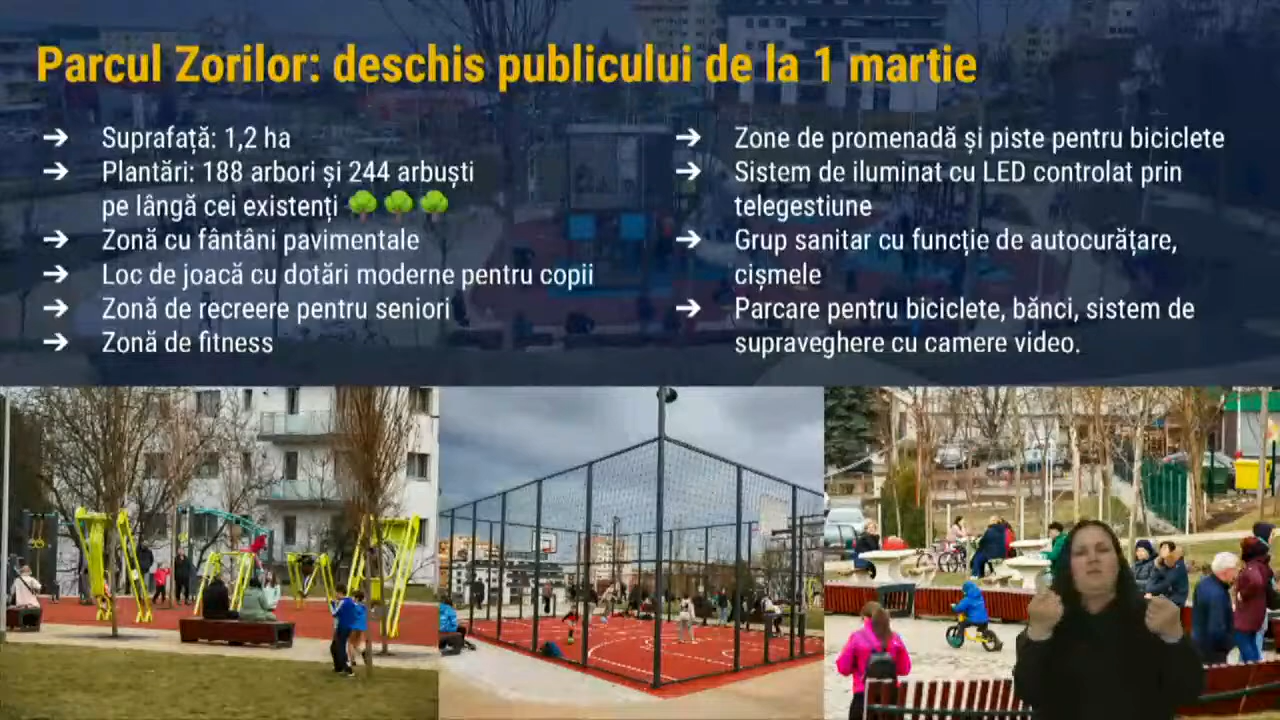 Parcul Zorilor: deschis publicului de la 1 martie
➔ Suprafață: 1,2 ha
➔ Plantări: 188 arbori și 244 arbuști
pe lângă cei existenți 🌳🌳🌳
➔ Zonă cu fântâni pavimentale
➔ Loc de joacă cu dotări moderne pentru copii
➔ Zonă de recreere pentru seniori
➔ Zonă de fitness
➔ Zone de promenadă și piste pentru biciclete
➔ Sistem de iluminat cu LED controlat prin
telegestiune
➔ Grup sanitar cu funcție de autocurățare,
cișmele
➔ Parcare pentru biciclete, bănci, sistem de
supraveghere cu camere video.